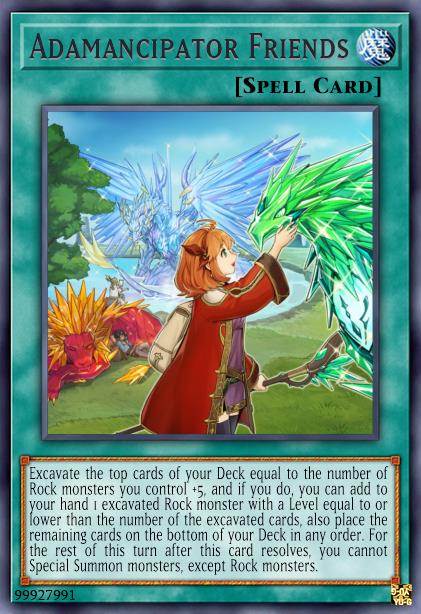 ADAMANCIPATOR FRIENDS 魔
[SPELL CARD]
Excavate the top cards of your Deck equal to the number of
Rock monsters you control +5, and if you do, you can add to
your hand 1 excavated Rock monster with a Level equal to or
lower than the number of the excavated cards, also place the
remaining cards on the bottom of your Deck in any order. For
the rest of this turn after this card resolves, you cannot
Special Summon monsters, except Rock monsters.
99927991